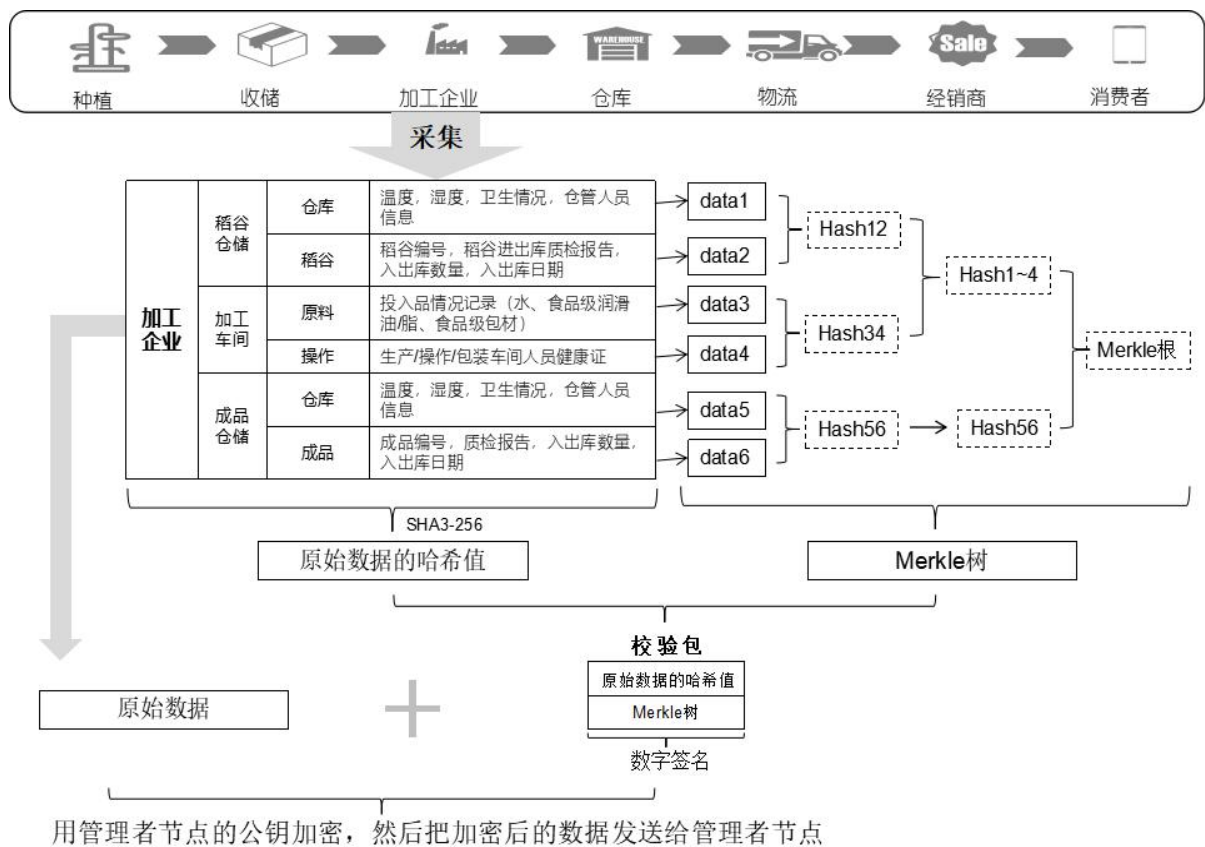 WAREHOUSE
Sale
种植
收储
加工企业
仓库
物流
经销商
消费者
采集
加工
企业
稻谷
仓储
仓库
温度，湿度，卫生情况，仓管人员
信息
稻谷
稻谷编号，稻谷进出库质检报告，
入出库数量，入出库日期
加工
车间
原料
投入品情况记录（水、食品级润滑
油/脂、食品级包材）
操作
生产/操作/包装车间人员健康证
成品
仓储
仓库
温度，湿度，卫生情况，仓管人员
信息
成品
成品编号，质检报告，入出库数量，
入出库日期
data1
data2
data3
data4
data5
data6
Hash12
Hash34
Hash56
Hash1~4
Hash56
Merkle根
SHA3-256
原始数据的哈希值
Merkle树
校验包
原始数据的哈希值
Merkle树
数字签名
原始数据
用管理者节点的公钥加密，然后把加密后的数据发送给管理者节点